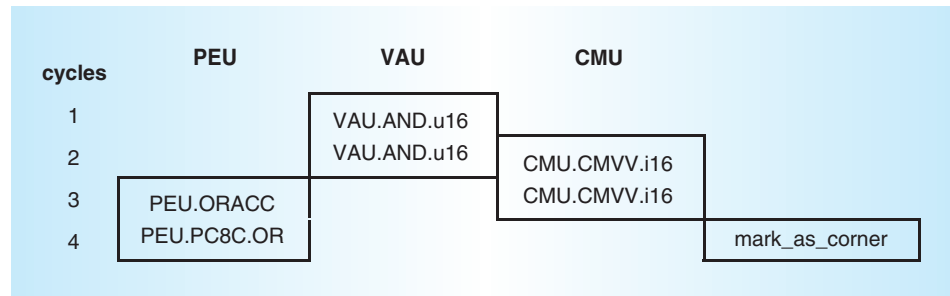 PEU VAU CMU
cycles
1 VAU.AND.u16
2 VAU.AND.u16 CMU.CMVV.i16
3 PEU.ORACC CMU.CMVV.i16
4 PEU.PC8C.OR mark_as_corner